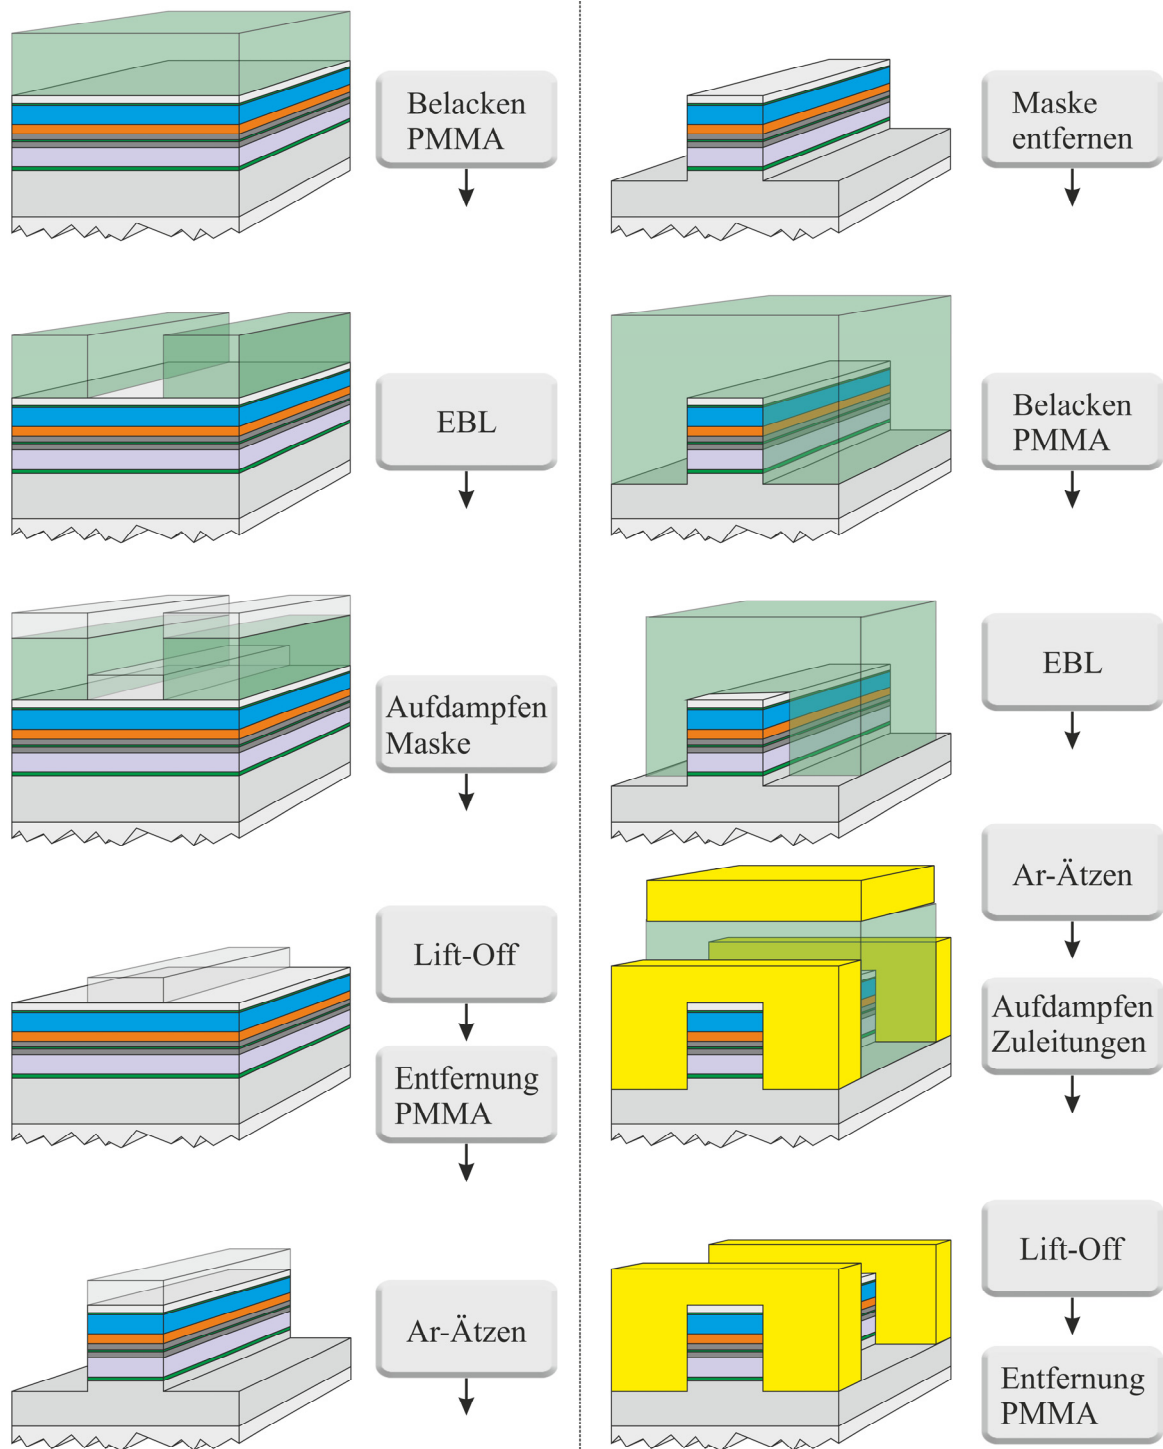 Belacken
PMMA
EBL
Aufdampfen
Maske
Lift-Off
Entfernung
PMMA
Ar-Ätzen
Maske
entfernen
Belacken
PMMA
EBL
Ar-Ätzen
Aufdampfen
Zuleitungen
Lift-Off
Entfernung
PMMA